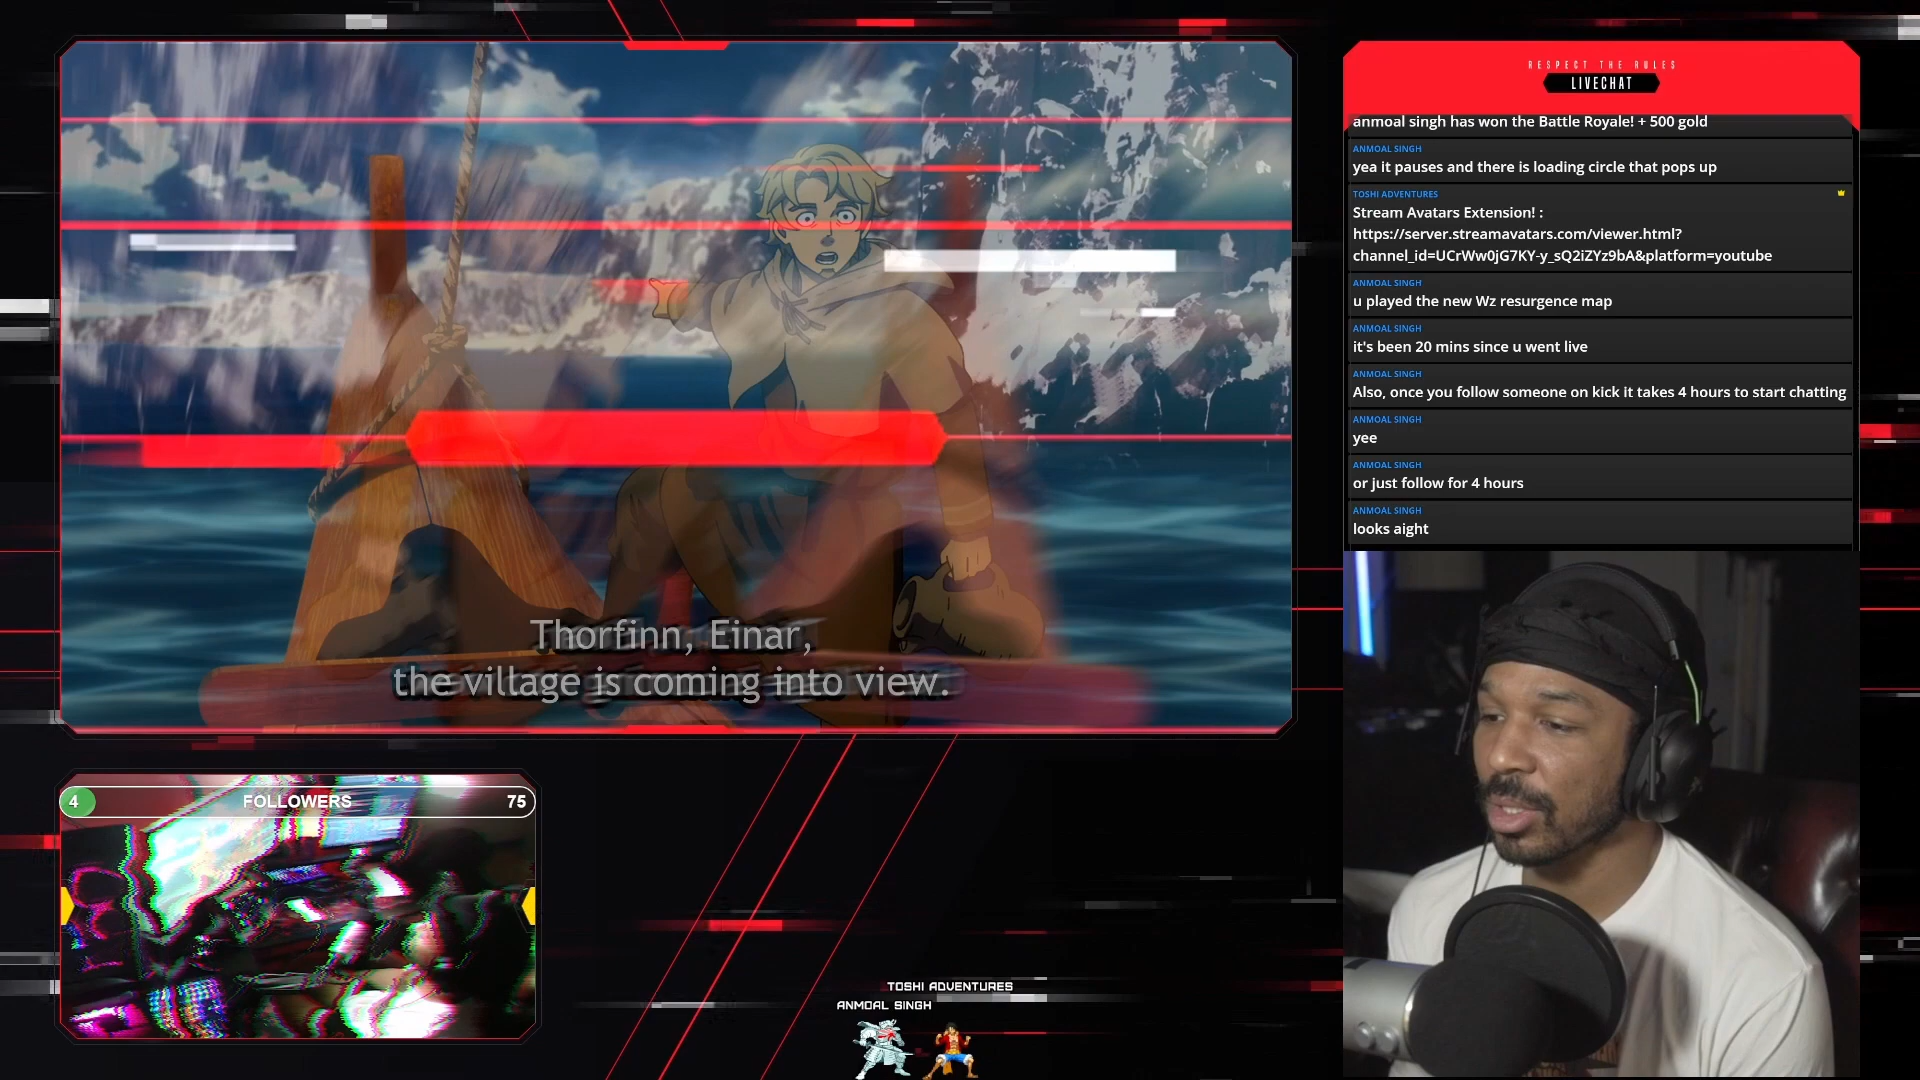 RESPECT THE RULES
LIVECHAT
anmoal singh has won the Battle Royale! + 500 gold
ANMOAL SINGH
yea it pauses and there is loading circle that pops up
TOSHI ADVENTURES
Stream Avatars Extension! :
https://server.streamavatars.com/viewer.html?
channel_id=UCrWw0jG7KY-y_sQ2iZYz9bA&platform=youtube
ANMOAL SINGH
u played the new Wz resurgence map
ANMOAL SINGH
it's been 20 mins since u went live
ANMOAL SINGH
Also, once you follow someone on kick it takes 4 hours to start chatting
ANMOAL SINGH
yee
ANMOAL SINGH
or just follow for 4 hours
ANMOAL SINGH
looks aight
Thorfinn, Einar,
the village is coming into view.
4 FOLLOWERS 75
TOSHI ADVENTURES
ANMOAL SINGH